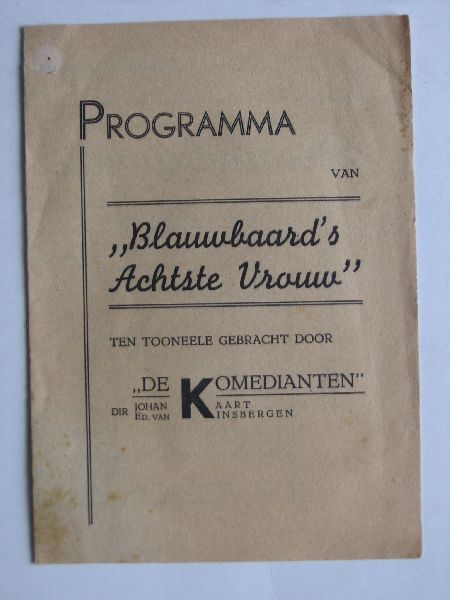 PROGRAMMA
VAN
„Blauwbaard's
Achtste Vrouw”
TEN TOONEELE GEBRACHT DOOR
„DE KOMEDIANTEN”
DIR JOHAN KAART
ED. VAN KINSBERGEN